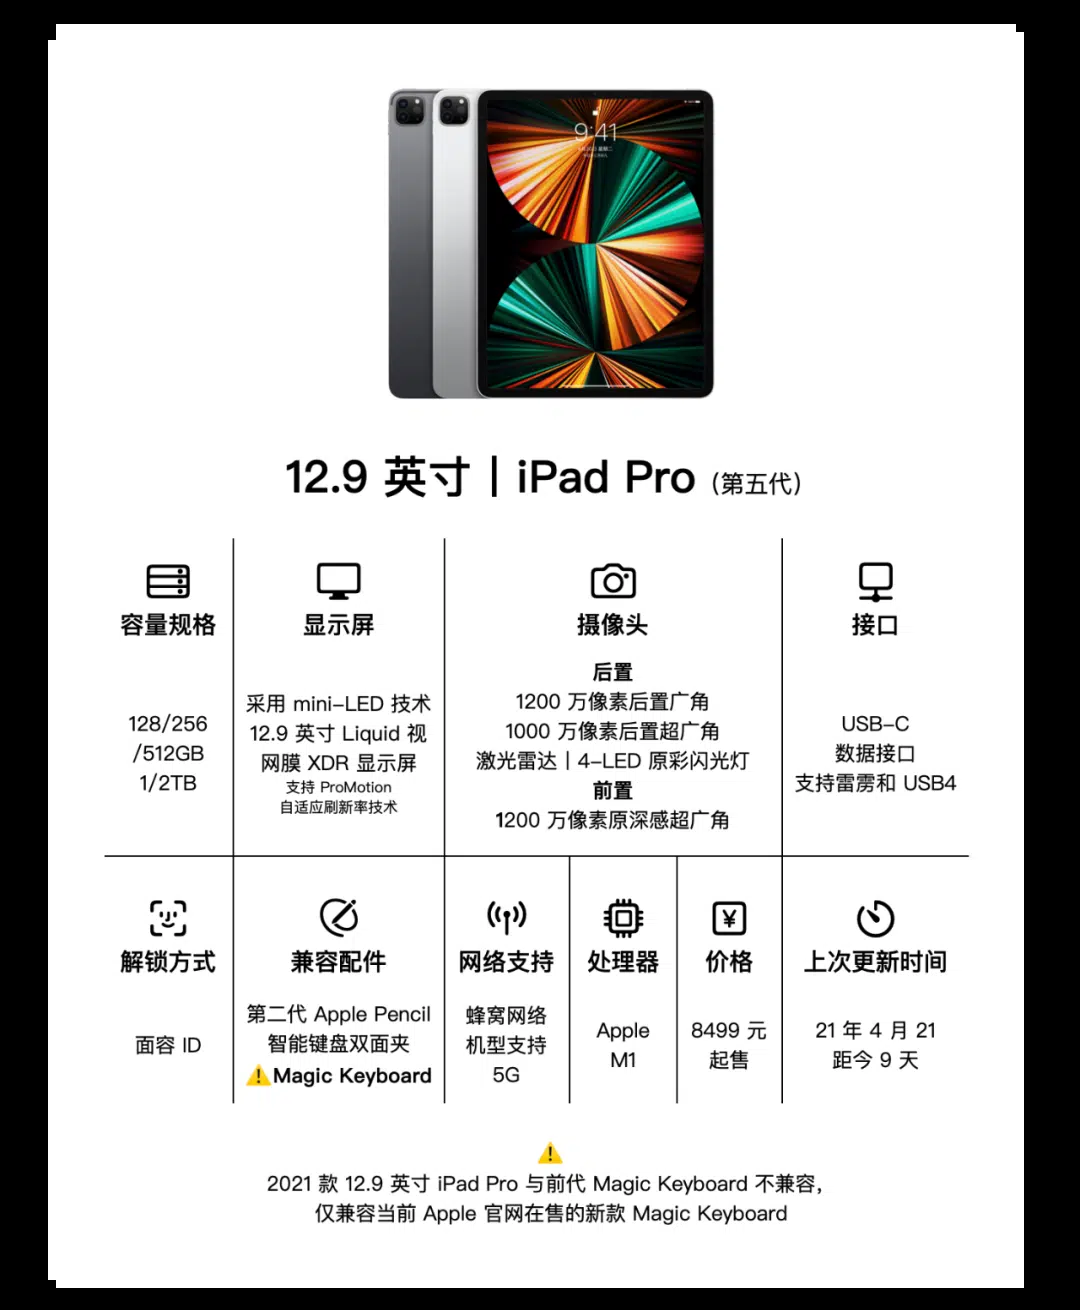 9:41
12.9 英寸 | iPad Pro（第五代）
容量规格
128/256
/512GB
1/2TB
显示屏
采用 mini-LED 技术
12.9 英寸 Liquid 视
网膜 XDR 显示屏
支持 ProMotion
自适应刷新率技术
摄像头
后置
1200 万像素后置广角
1000 万像素后置超广角
激光雷达 | 4-LED 原彩闪光灯
前置
1200 万像素原深感超广角
接口
USB-C
数据接口
支持雷雳和 USB4
解锁方式
面容 ID
兼容配件
第二代 Apple Pencil
智能键盘双面夹
⚠️Magic Keyboard
网络支持
蜂窝网络
机型支持
5G
处理器
Apple
M1
¥
价格
8499 元
起售
上次更新时间
21 年 4 月 21
距今 9 天
⚠️
2021 款 12.9 英寸 iPad Pro 与前代 Magic Keyboard 不兼容，
仅兼容当前 Apple 官网在售的新款 Magic Keyboard